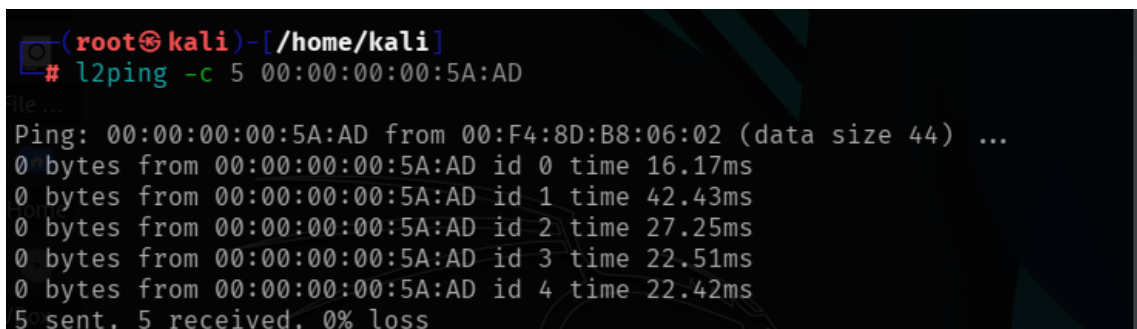 (root㉿kali)-[/home/kali]
# l2ping -c 5 00:00:00:00:5A:AD
File ...
Ping: 00:00:00:00:5A:AD from 00:F4:8D:B8:06:02 (data size 44) ...
0 bytes from 00:00:00:00:5A:AD id 0 time 16.17ms
0 bytes from 00:00:00:00:5A:AD id 1 time 42.43ms
Home
0 bytes from 00:00:00:00:5A:AD id 2 time 27.25ms
0 bytes from 00:00:00:00:5A:AD id 3 time 22.51ms
0 bytes from 00:00:00:00:5A:AD id 4 time 22.42ms
5 sent, 5 received, 0% loss